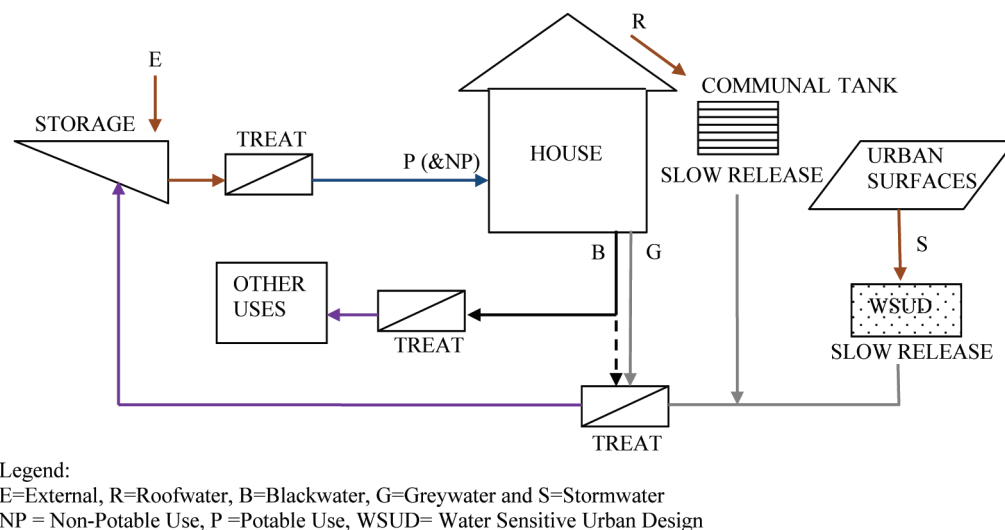 R
E
COMMUNAL TANK
STORAGE
TREAT
P (&NP)
HOUSE
SLOW RELEASE
URBAN
SURFACES
B
G
S
OTHER
USES
TREAT
WSUD
SLOW RELEASE
TREAT
Legend:
E=External, R=Roofwater, B=Blackwater, G=Greywater and S=Stormwater
NP = Non-Potable Use, P =Potable Use, WSUD= Water Sensitive Urban Design